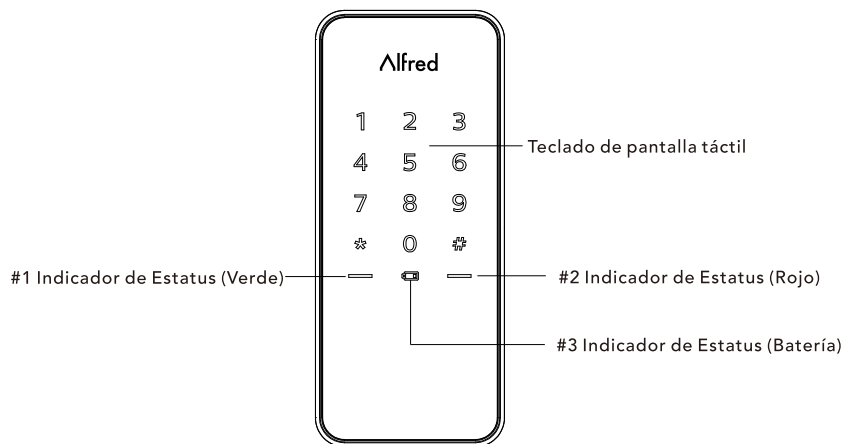 Alfred
1 2 3
Teclado de pantalla táctil
4 5 6
7 8 9
* 0 #
#1 Indicador de Estatus (Verde)
#2 Indicador de Estatus (Rojo)
#3 Indicador de Estatus (Batería)